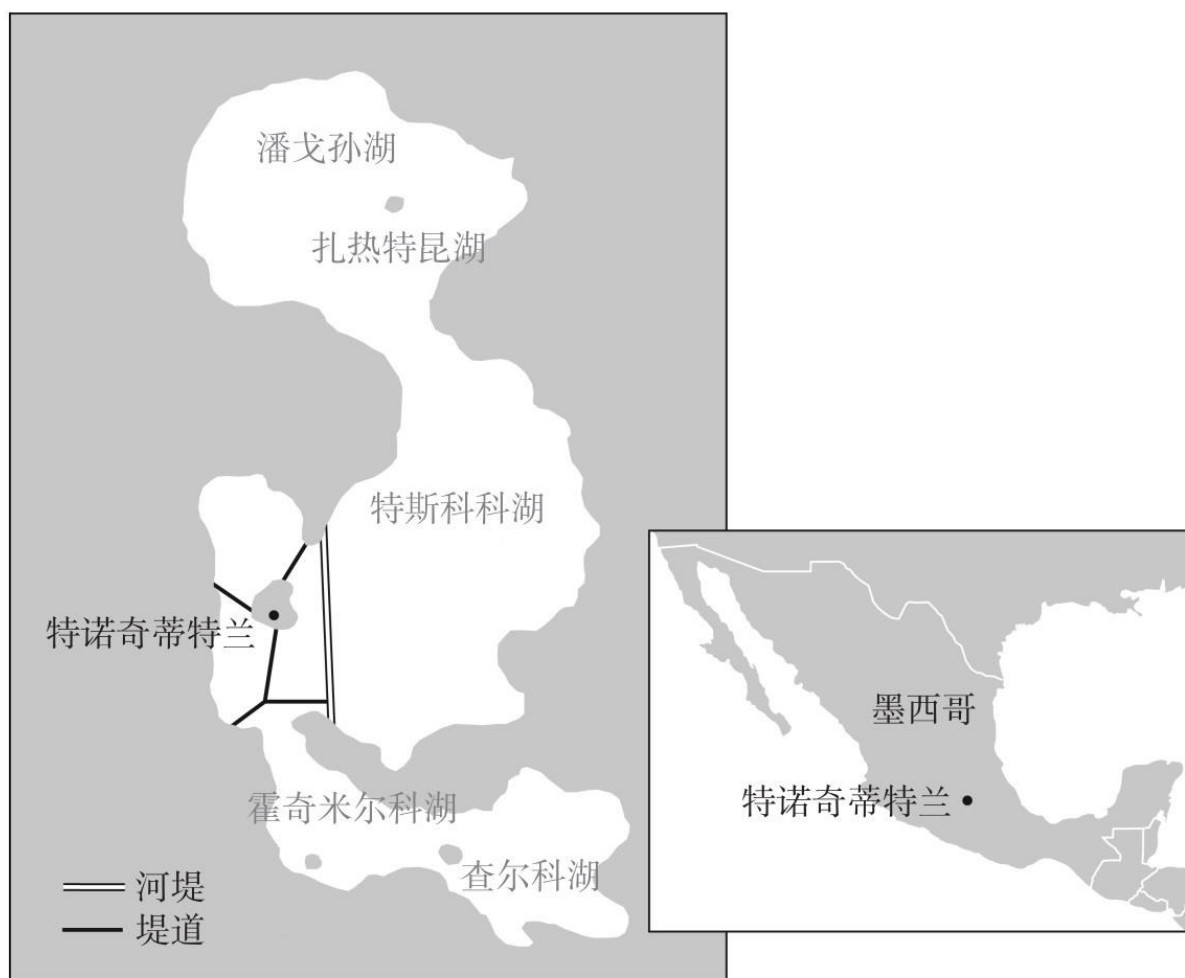 潘戈孙湖
扎热特昆湖
特斯科科湖
特诺奇蒂特兰
霍奇米尔科湖
查尔科湖
河堤
堤道
墨西哥
特诺奇蒂特兰